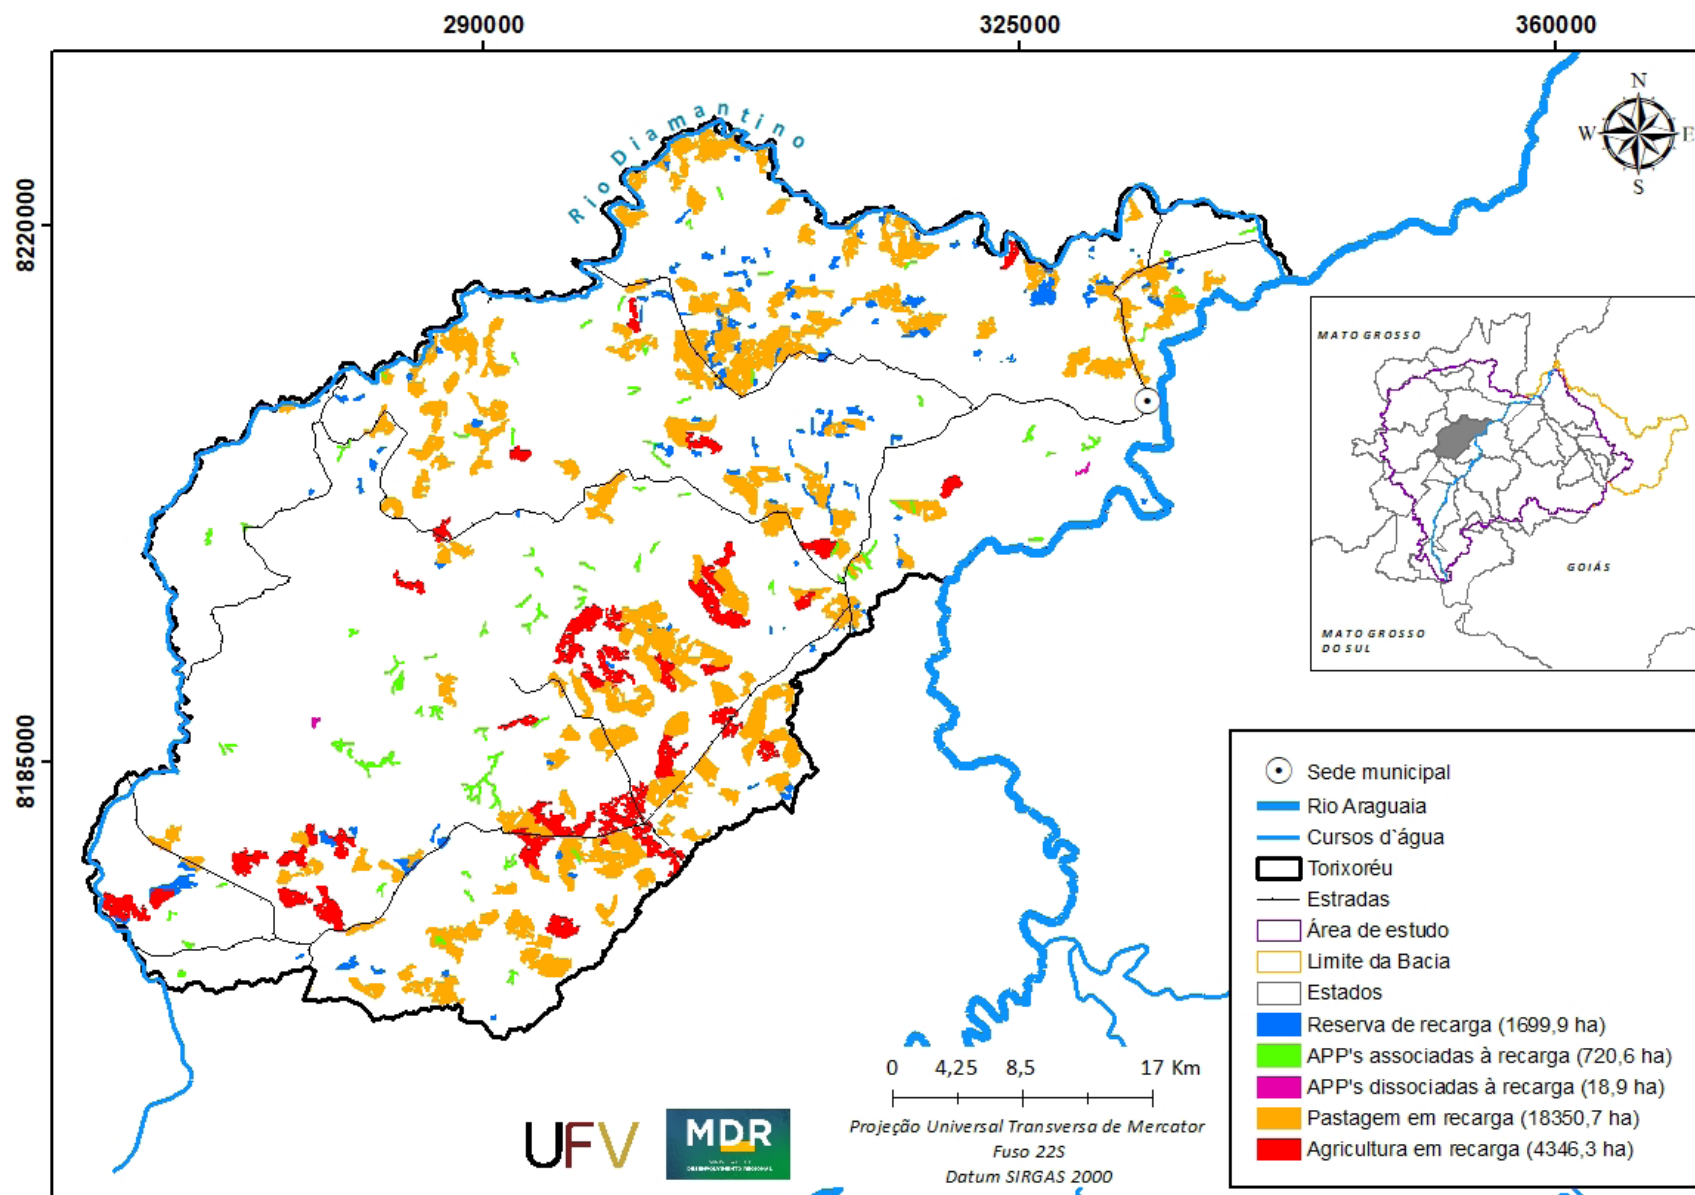 290000
325000
360000
8220000
8185000
Rio Diamantino
N
W
E
S
MATO GROSSO
GOIÁS
MATO GROSSO
DO SUL
Sede municipal
Rio Araguaia
Cursos d`água
Torixoréu
Estradas
Área de estudo
Limite da Bacia
Estados
Reserva de recarga (1699,9 ha)
APP's associadas à recarga (720,6 ha)
APP's dissociadas à recarga (18,9 ha)
Pastagem em recarga (18350,7 ha)
Agricultura em recarga (4346,3 ha)
0 4,25 8,5 17 Km
Projeção Universal Transversa de Mercator
Fuso 22S
Datum SIRGAS 2000
UFV
MDR
DESENVOLVIMENTO REGIONAL